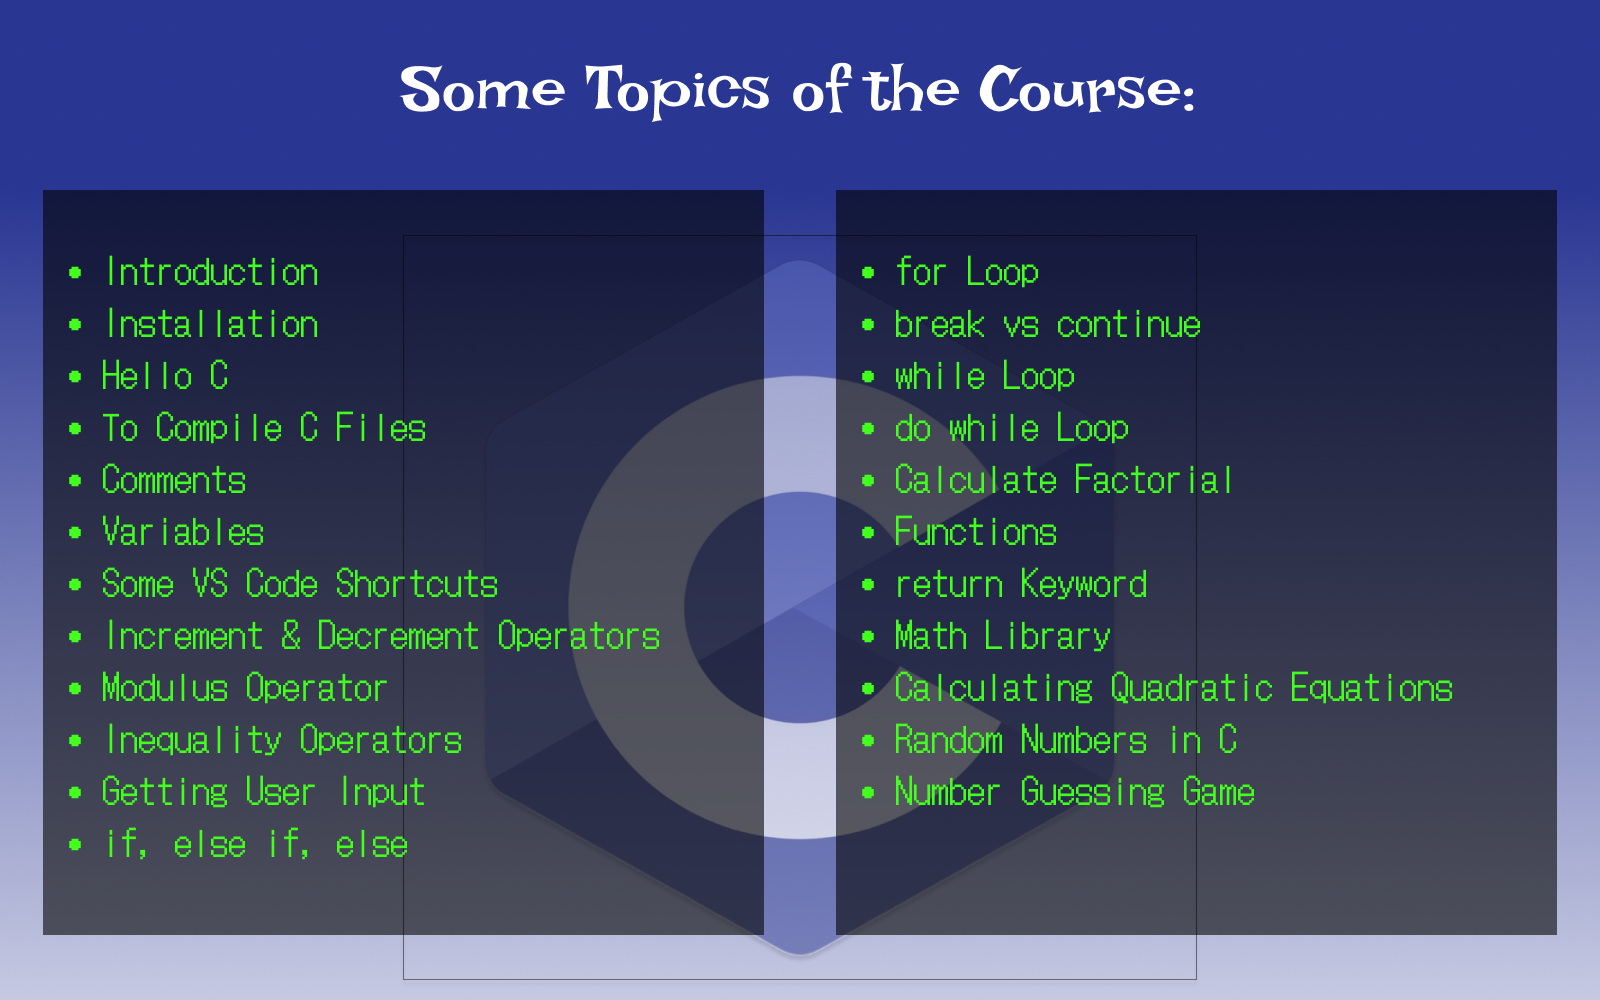 Some Topics of the Course:
• Introduction
• Installation
• Hello C
• To Compile C Files
• Comments
• Variables
• Some VS Code Shortcuts
• Increment & Decrement Operators
• Modulus Operator
• Inequality Operators
• Getting User Input
• if, else if, else
• for Loop
• break vs continue
• while Loop
• do while Loop
• Calculate Factorial
• Functions
• return Keyword
• Math Library
• Calculating Quadratic Equations
• Random Numbers in C
• Number Guessing Game